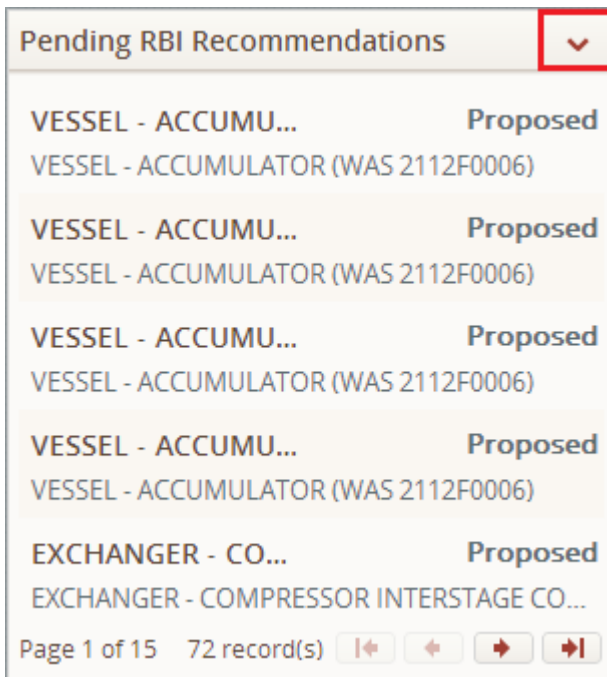 Pending RBI Recommendations
VESSEL - ACCUMU... Proposed
VESSEL - ACCUMULATOR (WAS 2112F0006)
VESSEL - ACCUMU... Proposed
VESSEL - ACCUMULATOR (WAS 2112F0006)
VESSEL - ACCUMU... Proposed
VESSEL - ACCUMULATOR (WAS 2112F0006)
VESSEL - ACCUMU... Proposed
VESSEL - ACCUMULATOR (WAS 2112F0006)
EXCHANGER - CO... Proposed
EXCHANGER - COMPRESSOR INTERSTAGE CO...
Page 1 of 15 72 record(s)